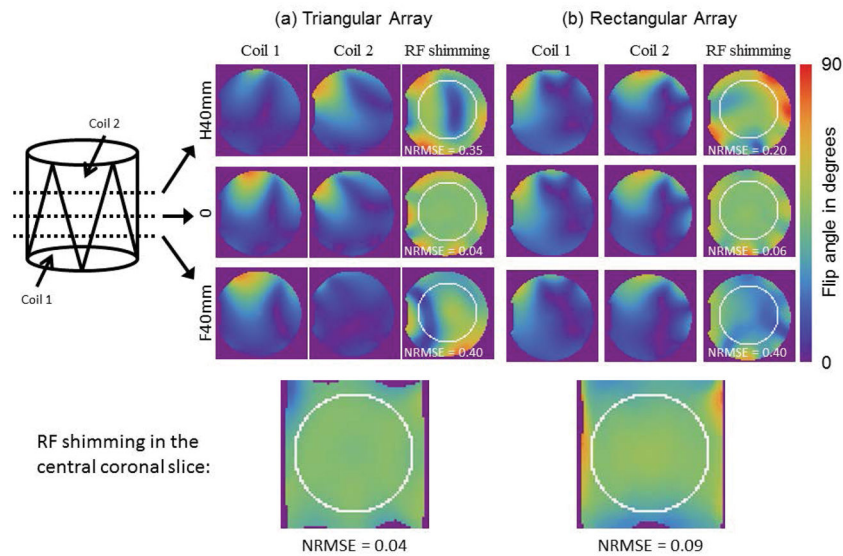 (a) Triangular Array
(b) Rectangular Array
Coil 1
Coil 2
RF shimming
Coil 1
Coil 2
RF shimming
90
Coil 2
Coil 1
H40mm
NRMSE = 0.35
NRMSE = 0.20
0
NRMSE = 0.04
NRMSE = 0.06
F40mm
NRMSE = 0.40
NRMSE = 0.40
Flip angle in degrees
0
RF shimming in the
central coronal slice:
NRMSE = 0.04
NRMSE = 0.09